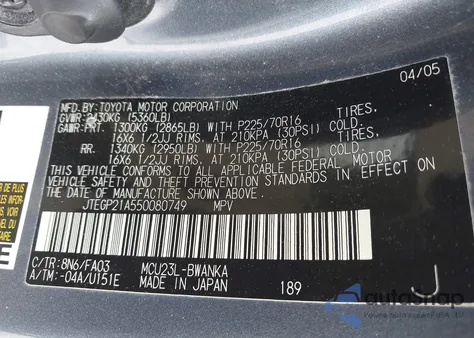 04/05
MFD. BY: TOYOTA MOTOR CORPORATION
GVWR: 2430KG (5360LB)
GAWR: FRT. 1300KG (2865LB) WITH P225/70R16 TIRES.
16X6 1/2JJ RIMS. AT 210KPA (30PSI) COLD.
RR. 1340KG (2950LB) WITH P225/70R16 TIRES.
16X6 1/2JJ RIMS. AT 210KPA (30PSI) COLD.
THIS VEHICLE CONFORMS TO ALL APPLICABLE FEDERAL MOTOR
VEHICLE SAFETY AND THEFT PREVENTION STANDARDS IN EFFECT ON
THE DATE OF MANUFACTURE SHOWN ABOVE.
JTEGP21A550080749 MPV
C/TR: 8N6/FA03 MCU23L-BWANKA
A/TM: -04A/U151E MADE IN JAPAN 189 J
autoSnap